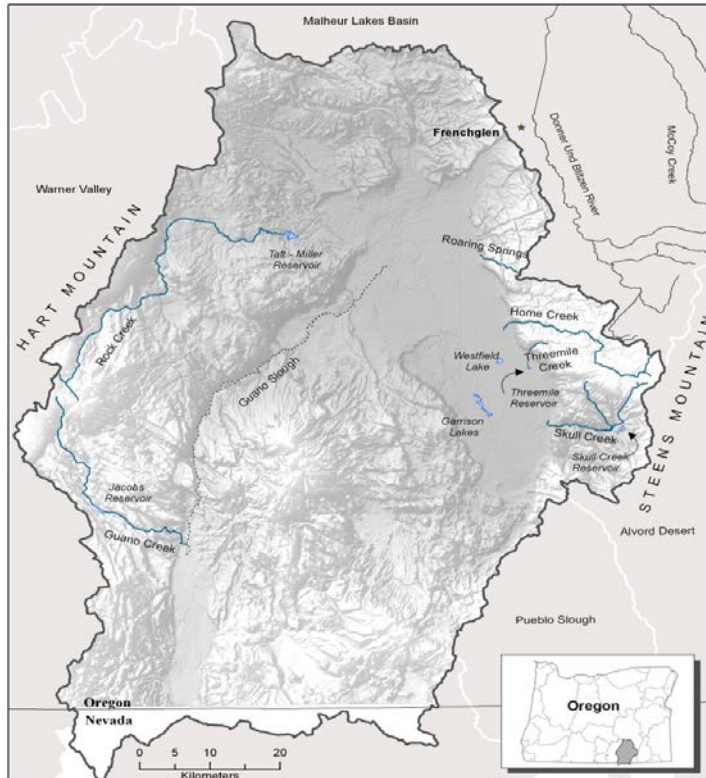 Malheur Lakes Basin
Frenchglen
Donner Und Blitzen River
McCoy Creek
Warner Valley
HART MOUNTAIN
Taft - Miller
Reservoir
Roaring Springs
Rock Creek
Home Creek
Guano Slough
Westfield
Lake
Threemile
Creek
Threemile
Reservoir
Garrison
Lakes
Skull Creek
Skull Creek
Reservoir
STEENS MOUNTAIN
Jacobs
Reservoir
Guano Creek
Alvord Desert
Pueblo Slough
Oregon
Nevada
0 5 10 20
Kilometers
Oregon